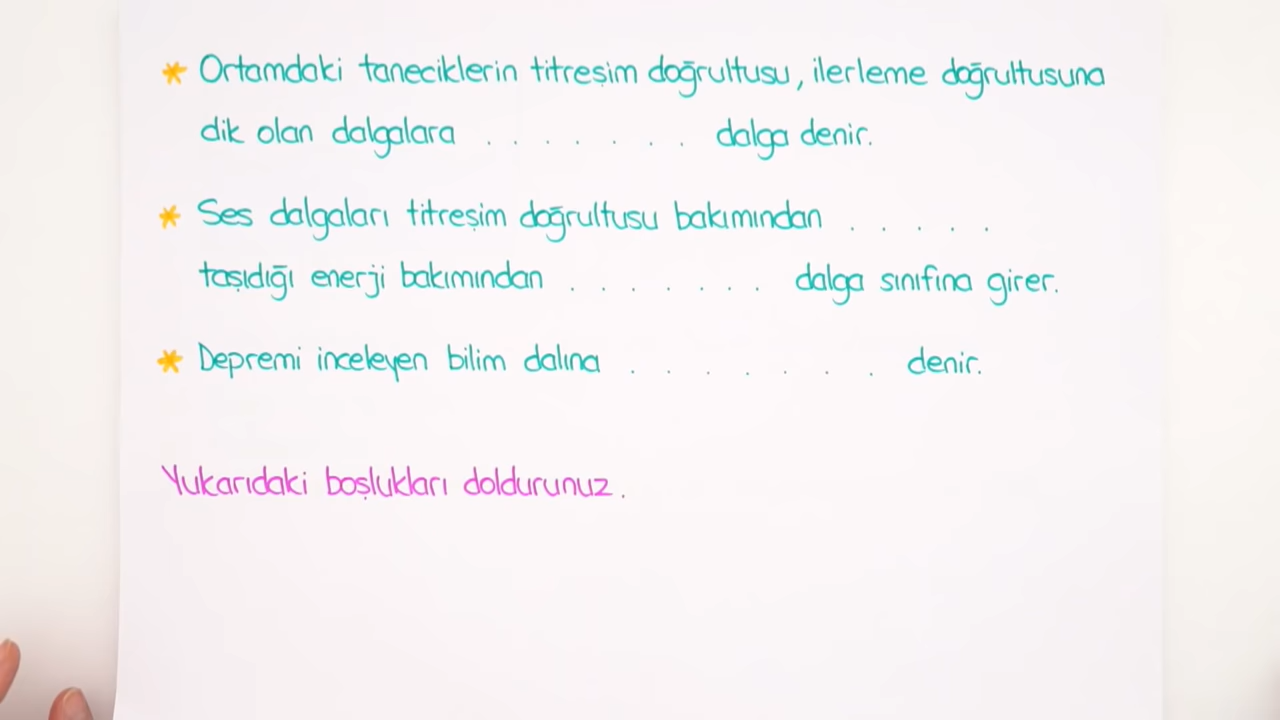 * Ortamdaki taneciklerin titreşim doğrultusu, ilerleme doğrultusuna
dik olan dalgalara . . . . . . . dalga denir.
* Ses dalgaları titreşim doğrultusu bakımından . . . . .
taşıdığı enerji bakımından . . . . . . . dalga sınıfına girer.
* Depremi inceleyen bilim dalına . . . . . . . denir.
Yukarıdaki boşlukları doldurunuz.